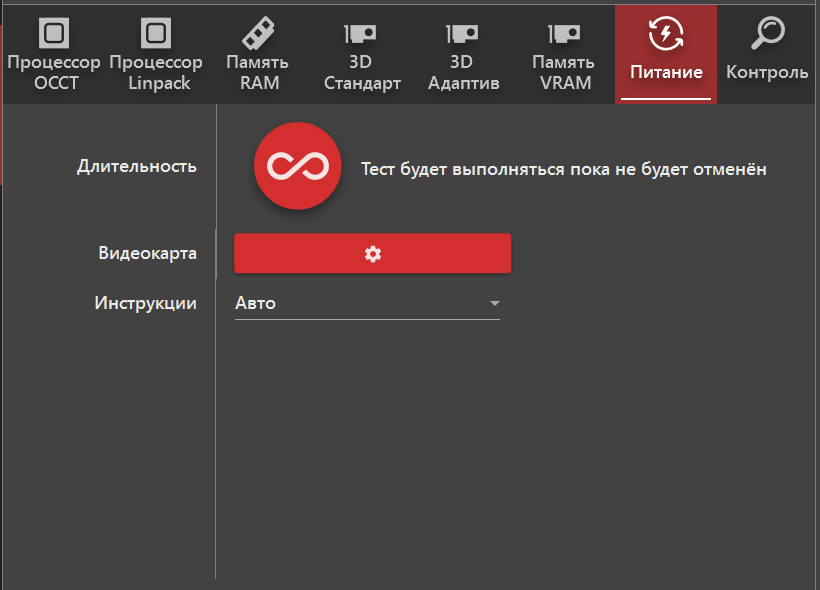 Процессор OCCT
Процессор Linpack
Память RAM
3D Стандарт
3D Адаптив
Память VRAM
Питание
Контроль
Длительность
Тест будет выполняться пока не будет отменён
Видеокарта
Инструкции
Авто